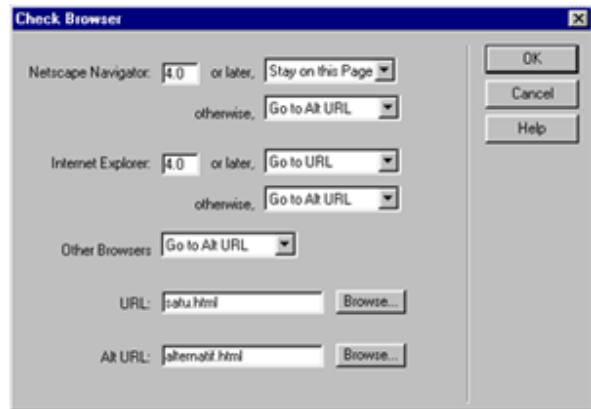 Check Browser
Netscape Navigator: 4.0 or later, Stay on this Page
otherwise, Go to Alt URL
Internet Explorer: 4.0 or later, Go to URL
otherwise, Go to Alt URL
Other Browsers Go to Alt URL
URL: satu.html Browse...
Alt URL: alternatif.html Browse...
OK
Cancel
Help